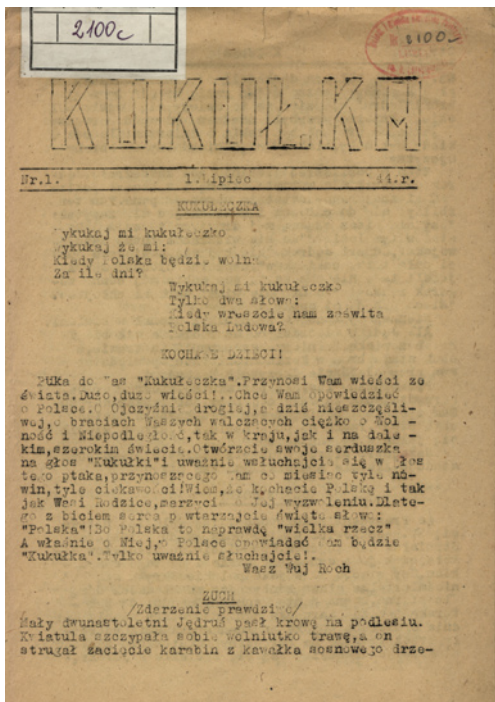 2100c
2100
KUKUŁKA
Nr.1. 1.Lipiec 44.r.
KUKUŁECZKA
Wykukaj mi kukułeczko
Wykukaj że mi:
Kiedy Polska będzie wolna
Za ile dni?
Wykukaj mi kukułeczko
Tylko dwa słowa:
Kiedy wreszcie nam zaświta
Polska Ludowa?
KOCHANE DZIECI!
Puka do Was "Kukułeczka".Przynosi Wam wieści ze
świata.Dużo,dużo wieści!..Chce Wam opowiedzieć
o Polsce.O Ojczyźnie drogiej,a dziś nieszczęśli-
wej,o braciach Waszych walczących ciężko o Wol -
ność i Niepodległość,tak w kraju,jak i na dale -
kim,szerokim świecie.Otwórzcie swoje serduszka
na głos "Kukułki"i uważnie wsłuchajcie się w głos
tego ptaka,przynoszącego Wam co miesiąc tyle no-
win,tyle ciekawości!Wiem,że kochacie Polskę i tak
jak Wasi Rodzice,marzycie o Jej wyzwoleniu.Dlate-
go z biciem serca powtarzajcie święte słowo:
"Polska"!Bo Polska to naprawdę "wielka rzecz"
A właśnie o Niej,o Polsce opowiadać Wam będzie
"Kukułka".Tylko uważnie słuchajcie!.
Wasz Wuj Roch
ZUCH
/Zdarzenie prawdziwe/
Mały dwunastoletni Jędruś pasł krowę na podlesiu.
Kwiatula szczypała sobie wolniutko trawę,a on
strugał zacięcie karabin z kawałka sosnowego drze-